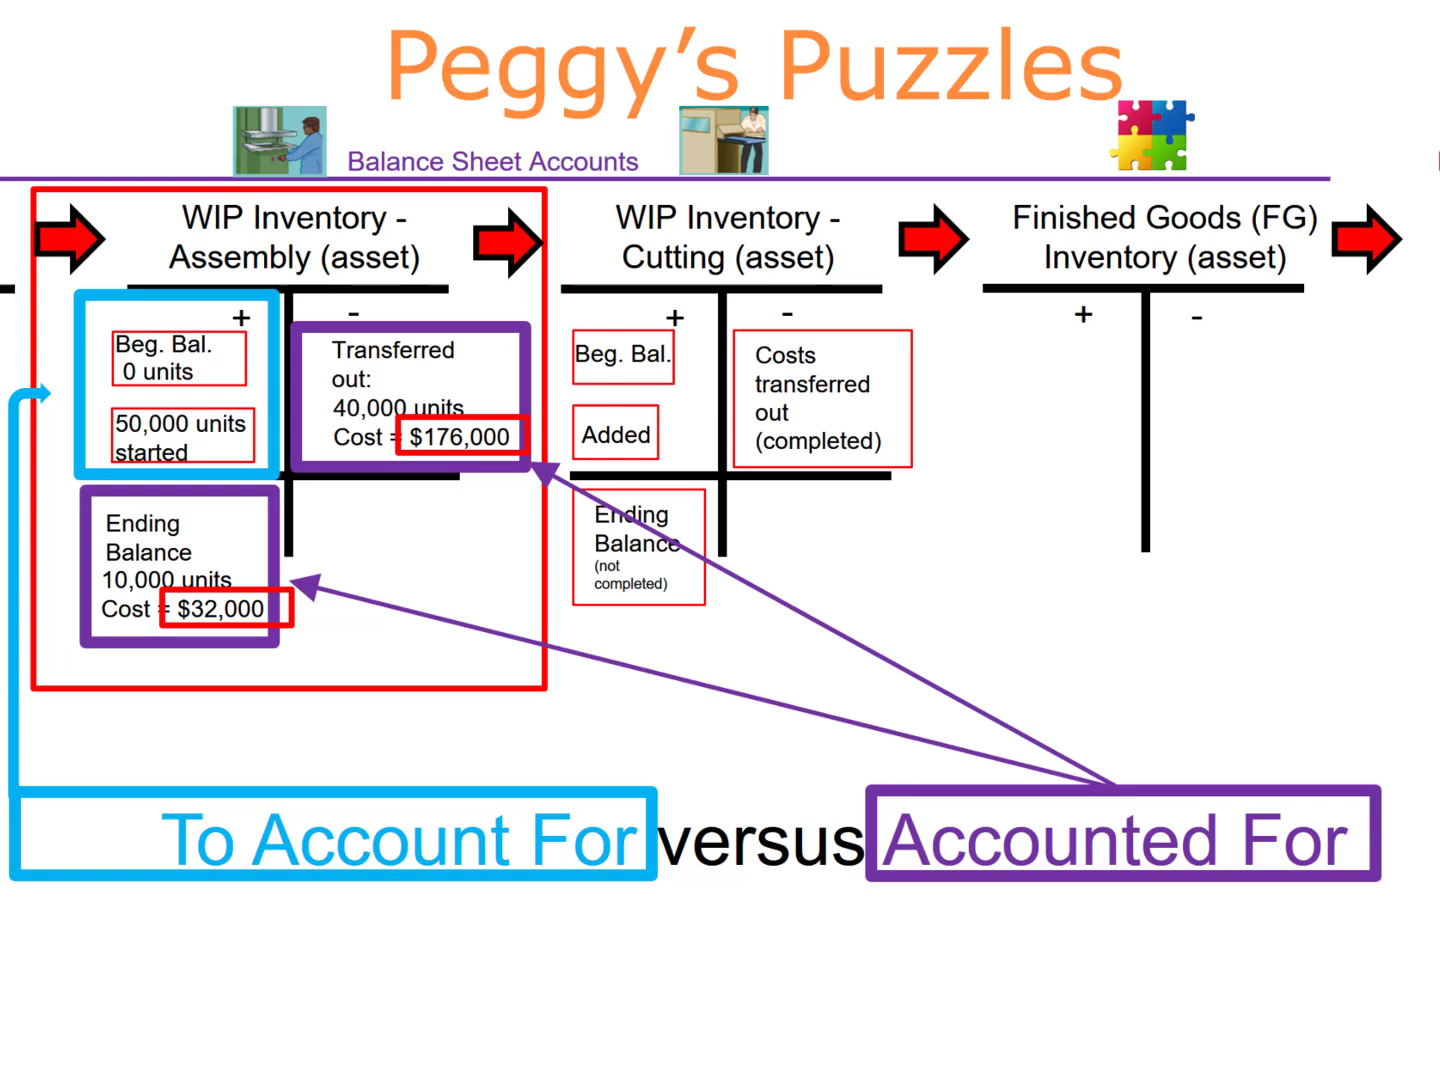 Peggy’s Puzzles
Balance Sheet Accounts
WIP Inventory -
Assembly (asset)
+
-
Beg. Bal.
0 units
50,000 units
started
Transferred
out:
40,000 units
Cost = $176,000
Ending
Balance
10,000 units
Cost = $32,000
WIP Inventory -
Cutting (asset)
+
-
Beg. Bal.
Added
Costs
transferred
out
(completed)
Ending
Balance
(not
completed)
Finished Goods (FG)
Inventory (asset)
+
-
To Account For versus Accounted For